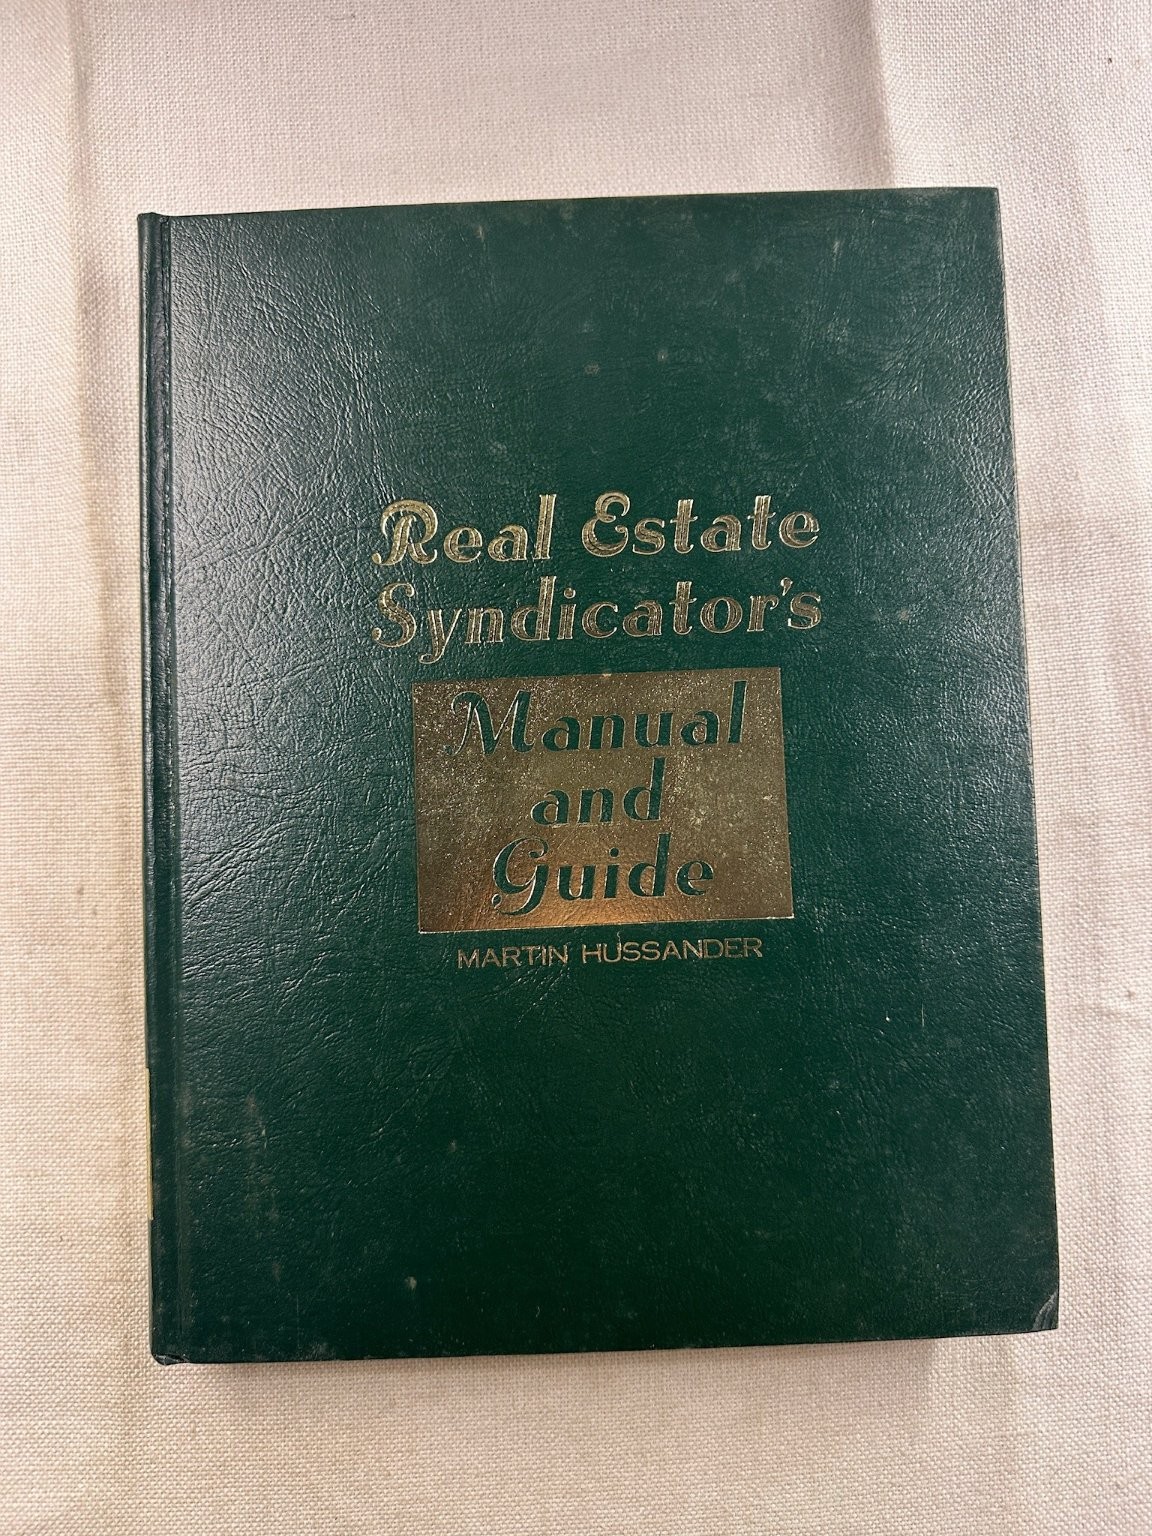 Real Estate
Syndicator's
Manual
and
Guide
MARTIN HUSSANDER